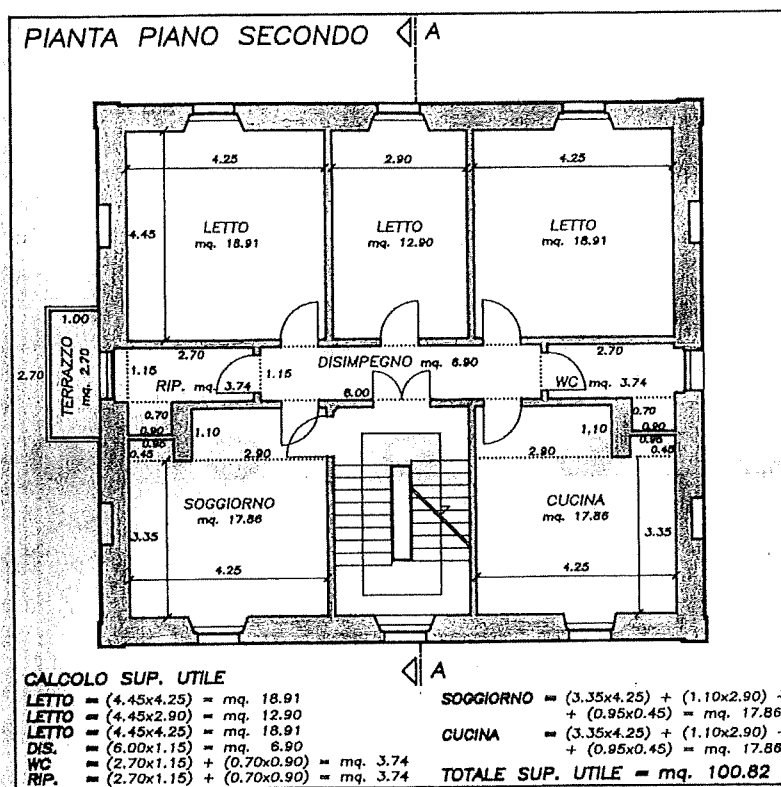 PIANTA PIANO SECONDO
A
4.25
2.90
4.25
4.45
LETTO
mq. 18.91
LETTO
mq. 12.90
LETTO
mq. 18.91
1.00
2.70
TERRAZZO
mq. 2.70
2.70
1.15
RIP. mq. 3.74
1.15
DISIMPEGNO mq. 6.90
6.00
2.70
WC mq. 3.74
0.70
0.90
0.95
0.45
1.10
2.90
1.10
2.90
0.70
0.90
0.95
0.45
SOGGIORNO
mq. 17.86
CUCINA
mq. 17.86
3.35
3.35
4.25
4.25
A
CALCOLO SUP. UTILE
LETTO = (4.45x4.25) = mq. 18.91
LETTO = (4.45x2.90) = mq. 12.90
LETTO = (4.45x4.25) = mq. 18.91
DIS. = (6.00x1.15) = mq. 6.90
WC = (2.70x1.15) + (0.70x0.90) = mq. 3.74
RIP. = (2.70x1.15) + (0.70x0.90) = mq. 3.74
SOGGIORNO = (3.35x4.25) + (1.10x2.90) +
+ (0.95x0.45) = mq. 17.86
CUCINA = (3.35x4.25) + (1.10x2.90) +
+ (0.95x0.45) = mq. 17.86
TOTALE SUP. UTILE = mq. 100.82